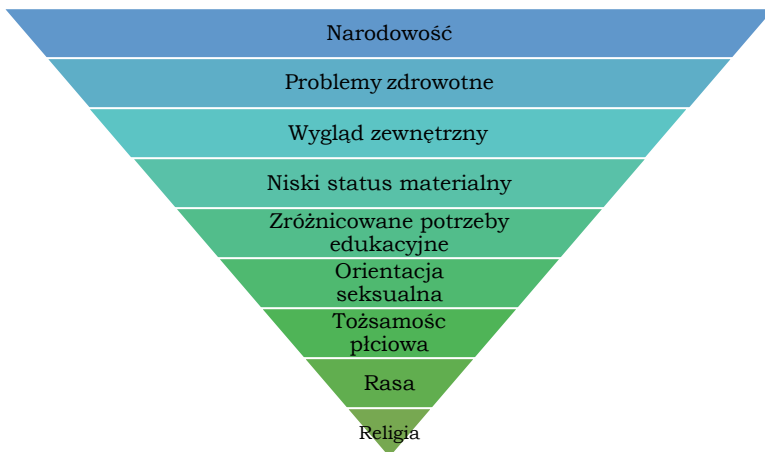 Narodowość
Problemy zdrowotne
Wygląd zewnętrzny
Niski status materialny
Zróżnicowane potrzeby
edukacyjne
Orientacja
seksualna
Tożsamośc
płciowa
Rasa
Religia